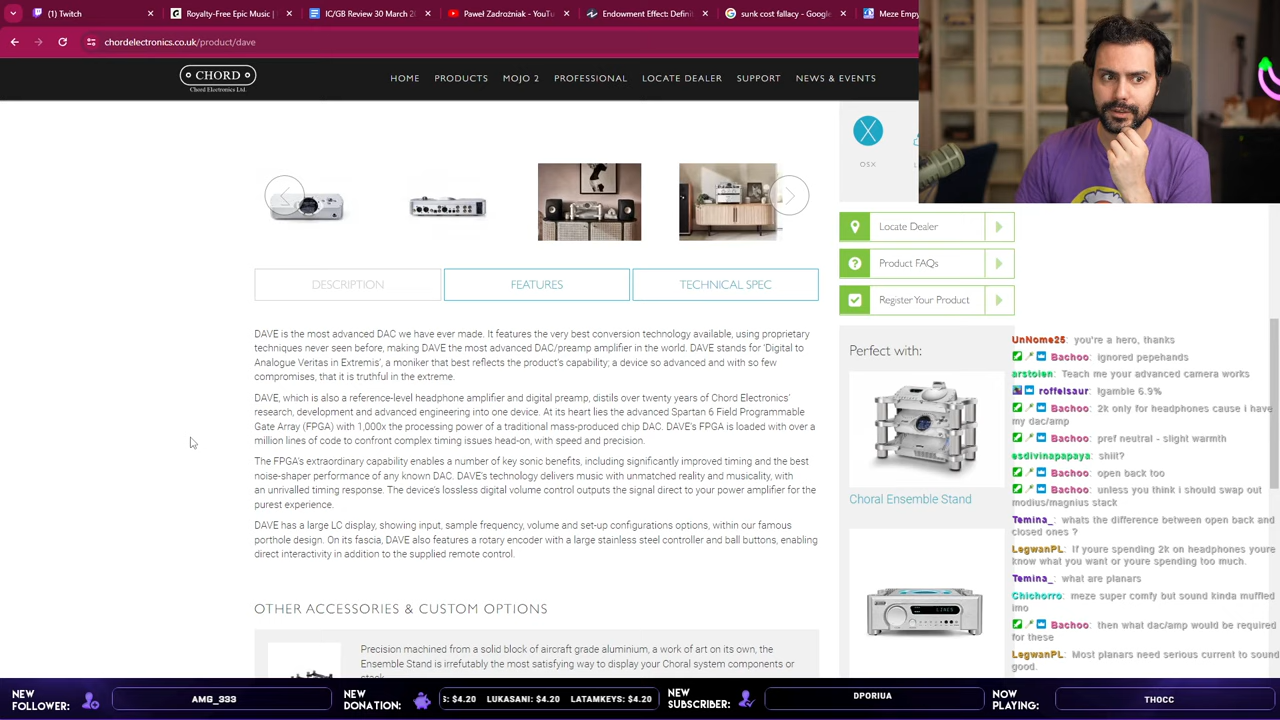 (1) Twitch
Royalty-Free Epic Music |
IC/GB Review 30 March 20
Paweł Zadrożniak - YouTu
Endowment Effect: Definit
sunk cost fallacy - Google
Meze Empy
chordelectronics.co.uk/product/dave
CHORD
Chord Electronics Ltd.
HOME
PRODUCTS
MOJO 2
PROFESSIONAL
LOCATE DEALER
SUPPORT
NEWS & EVENTS
OSX
Locate Dealer
Product FAQs
Register Your Product
DESCRIPTION
FEATURES
TECHNICAL SPEC
DAVE is the most advanced DAC we have ever made. It features the very best conversion technology available, using proprietary
techniques never seen before, making DAVE the most advanced DAC/preamp amplifier in the world. DAVE stands for 'Digital to
Analogue Veritas in Extremis', a moniker that best reflects the product's capability; a device so advanced and with so few
compromises, that it is truthful in the extreme.
DAVE, which is also a reference-level headphone amplifier and digital preamp, distils over twenty years of Chord Electronics'
research, development and advanced engineering into one device. At its heart lies the advanced Spartan 6 Field Programmable
Gate Array (FPGA) with 1,000x the processing power of a traditional mass-produced chip DAC. DAVE's FPGA is loaded with over a
million lines of code to confront complex timing issues head-on, with speed and precision.
The FPGA's extraordinary capability enables a number of key sonic benefits, including significantly improved timing and the best
noise-shaper performance of any known DAC. DAVE's technology delivers music with unmatched reality and musicality, with
an unrivalled timing response. The device's lossless digital volume control outputs the signal direct to your power amplifier for the
purest experience.
DAVE has a large LC display, showing input, sample frequency, volume and set-up configurations options, within our famous
porthole design. On its fascia, DAVE also features a rotary encoder with a large stainless steel controller and ball buttons, enabling
direct interactivity in addition to the supplied remote control.
OTHER ACCESSORIES & CUSTOM OPTIONS
Precision machined from a solid block of aircraft grade aluminium, a work of art on its own, the
Ensemble Stand is irrefutably the most satisfying way to display your Choral system components or
stack
Perfect with:
Choral Ensemble Stand
UnNome25: you're a hero, thanks
Bachoo: ignored pepehands
arstoien: Teach me your advanced camera works
roffelsaur: !gamble 6.9%
Bachoo: 2k only for headphones cause i have
my dac/amp
Bachoo: pref neutral - slight warmth
esdivinapapaya: shiit?
Bachoo: open back too
Bachoo: unless you think i should swap out
modius/magnius stack
Temina_: whats the difference between open back and
closed ones ?
LegwanPL: If youre spending 2k on headphones youre
know what you want or youre spending too much.
Temina_: what are planars
Chichorro: meze super comfy but sound kinda muffled
imo
Bachoo: then what dac/amp would be required
for these
LegwanPL: Most planars need serious current to sound
good.
NEW
FOLLOWER:
AMG_333
NEW
DONATION:
S: $4.20 LUKASANI: $4.20 LATAMKEYS: $4.20
NEW
SUBSCRIBER:
DPORIUA
NOW
PLAYING:
THOCC